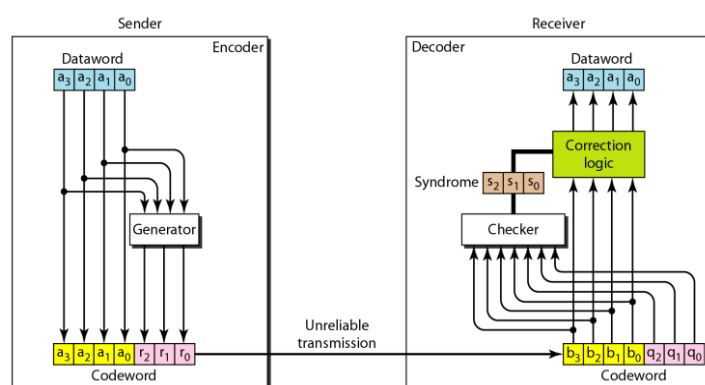 Sender
Encoder
Dataword
a3 a2 a1 a0
Generator
a3 a2 a1 a0 r2 r1 r0
Codeword
Unreliable
transmission
Receiver
Decoder
Dataword
a3 a2 a1 a0
Correction
logic
Syndrome s2 s1 s0
Checker
b3 b2 b1 b0 q2 q1 q0
Codeword